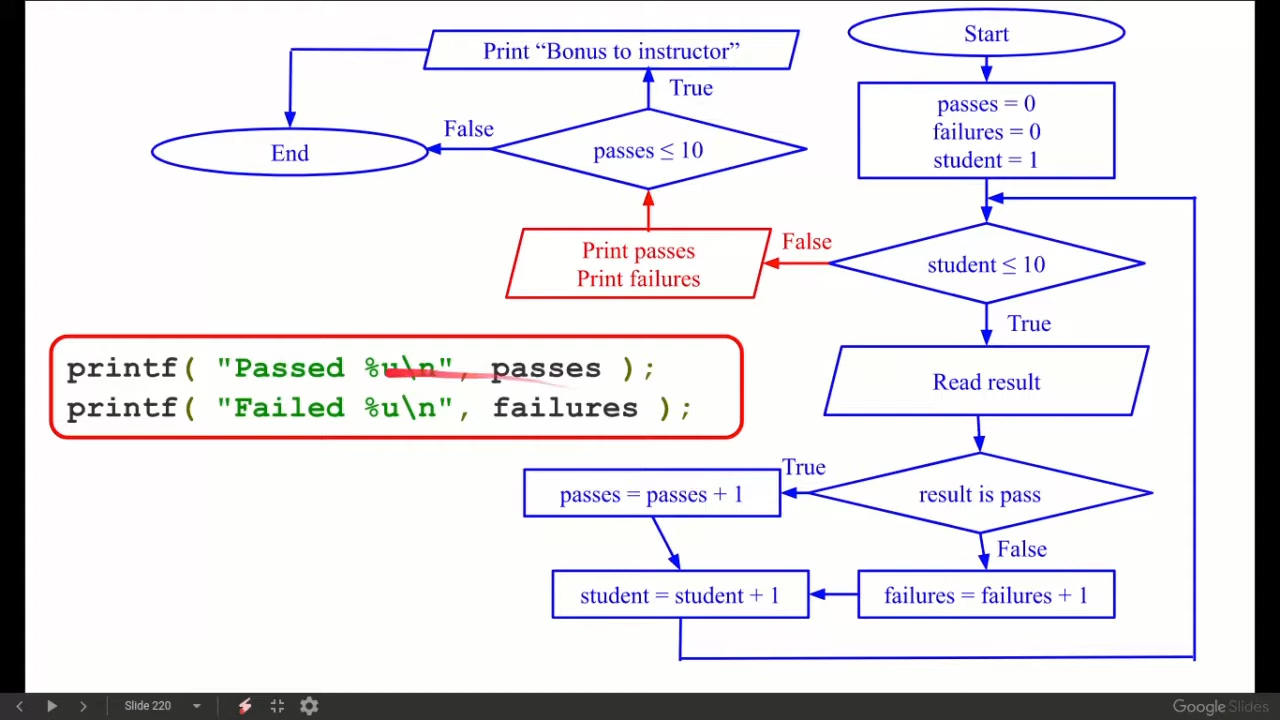 Start
passes = 0
failures = 0
student = 1
student ≤ 10
True
Read result
result is pass
True
passes = passes + 1
False
failures = failures + 1
student = student + 1
False
Print passes
Print failures
passes ≤ 10
True
Print “Bonus to instructor”
False
End
printf( "Passed %u\n", passes );
printf( "Failed %u\n", failures );
Slide 220
Google Slides